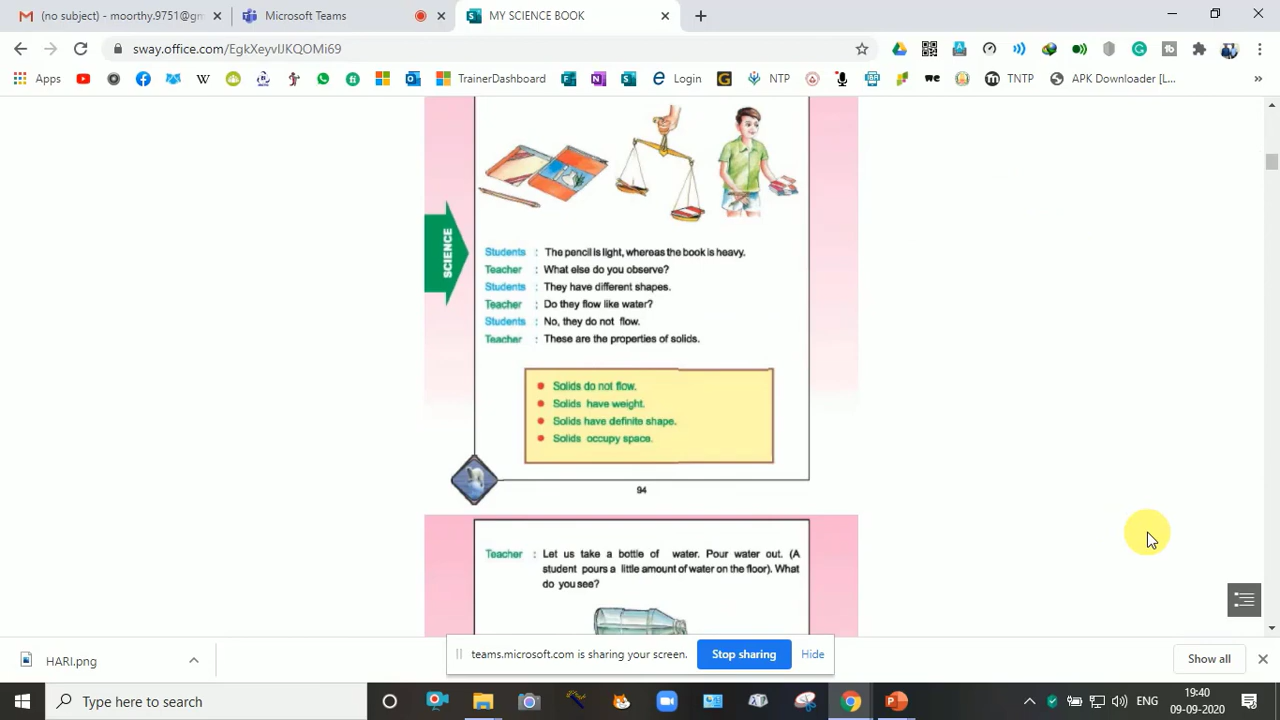 (no subject) - moorthy.9751@gm
Microsoft Teams
MY SCIENCE BOOK
sway.office.com/EgkXeyvlJKQOMi69
Apps
TrainerDashboard
Login
NTP
TNTP
APK Downloader [L...
SCIENCE
Students : The pencil is light, whereas the book is heavy.
Teacher : What else do you observe?
Students : They have different shapes.
Teacher : Do they flow like water?
Students : No, they do not flow.
Teacher : These are the properties of solids.
Solids do not flow.
Solids have weight.
Solids have definite shape.
Solids occupy space.
94
Teacher : Let us take a bottle of water. Pour water out. (A
student pours a little amount of water on the floor). What
do you see?
HARI.png
teams.microsoft.com is sharing your screen.
Stop sharing
Hide
Show all
Type here to search
ENG
19:40
09-09-2020